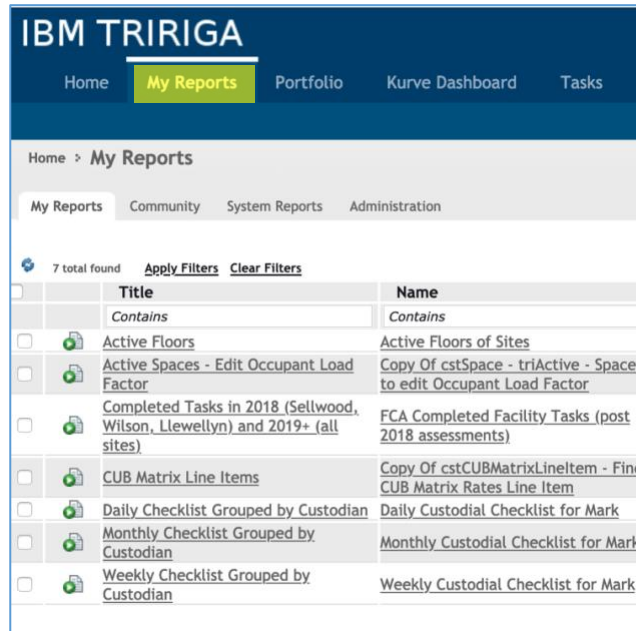 IBM TRIRIGA
Home My Reports Portfolio Kurve Dashboard Tasks
Home > My Reports
My Reports Community System Reports Administration
7 total found Apply Filters Clear Filters
Title Name
Contains Contains
Active Floors Active Floors of Sites
Active Spaces - Edit Occupant Load Copy Of cstSpace - triActive - Space
Factor to edit Occupant Load Factor
Completed Tasks in 2018 (Sellwood,
Wilson, Llewellyn) and 2019+ (all
sites)
FCA Completed Facility Tasks (post
2018 assessments)
CUB Matrix Line Items
Copy Of cstCUBMatrixLineItem - Fin
CUB Matrix Rates Line Item
Daily Checklist Grouped by Custodian Daily Custodial Checklist for Mark
Monthly Checklist Grouped by
Custodian
Monthly Custodial Checklist for Mark
Weekly Checklist Grouped by
Custodian
Weekly Custodial Checklist for Mark